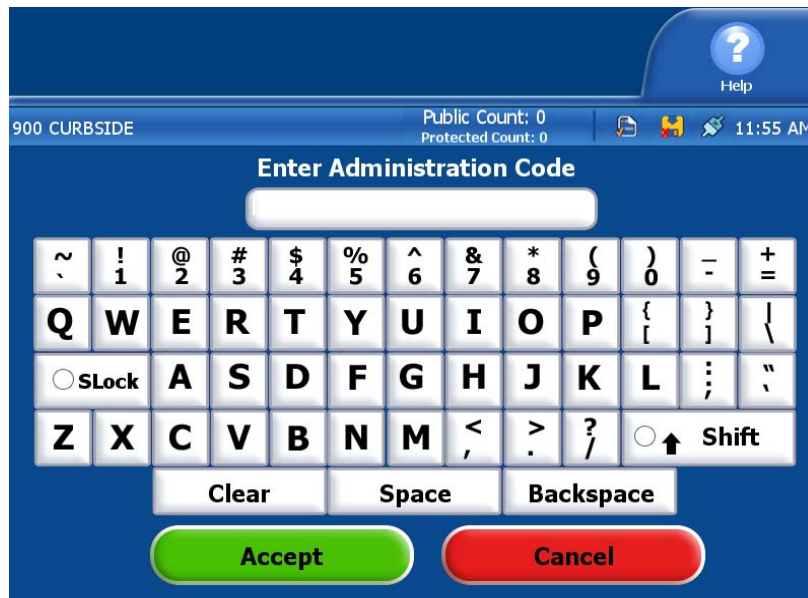 ?
Help
900 CURBSIDE
Public Count: 0
Protected Count: 0
11:55 AM
Enter Administration Code
~ ! @ # $ % ^ & * ( ) _ +
` 1 2 3 4 5 6 7 8 9 0 - =
Q W E R T Y U I O P { } |
[ ] \
SLock A S D F G H J K L : "
; '
Z X C V B N M < > ? Shift
, . /
Clear Space Backspace
Accept Cancel